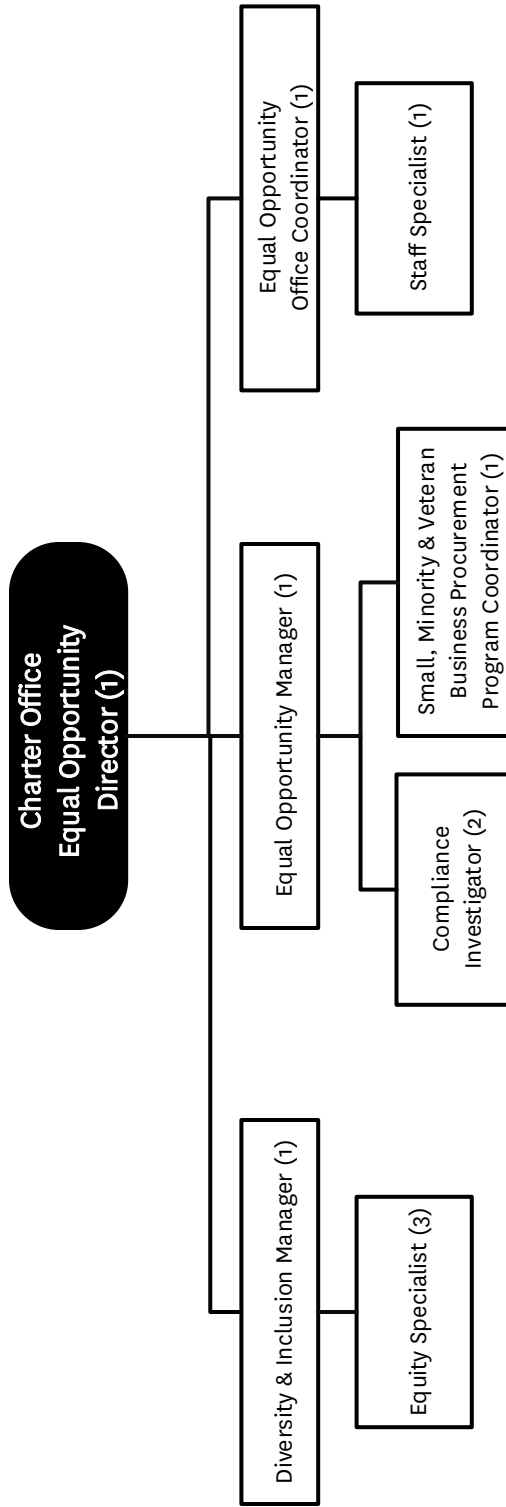 Charter Office
Equal Opportunity
Director (1)
Diversity & Inclusion Manager (1)
Equity Specialist (3)
Equal Opportunity Manager (1)
Compliance
Investigator (2)
Small, Minority & Veteran
Business Procurement
Program Coordinator (1)
Equal Opportunity
Office Coordinator (1)
Staff Specialist (1)